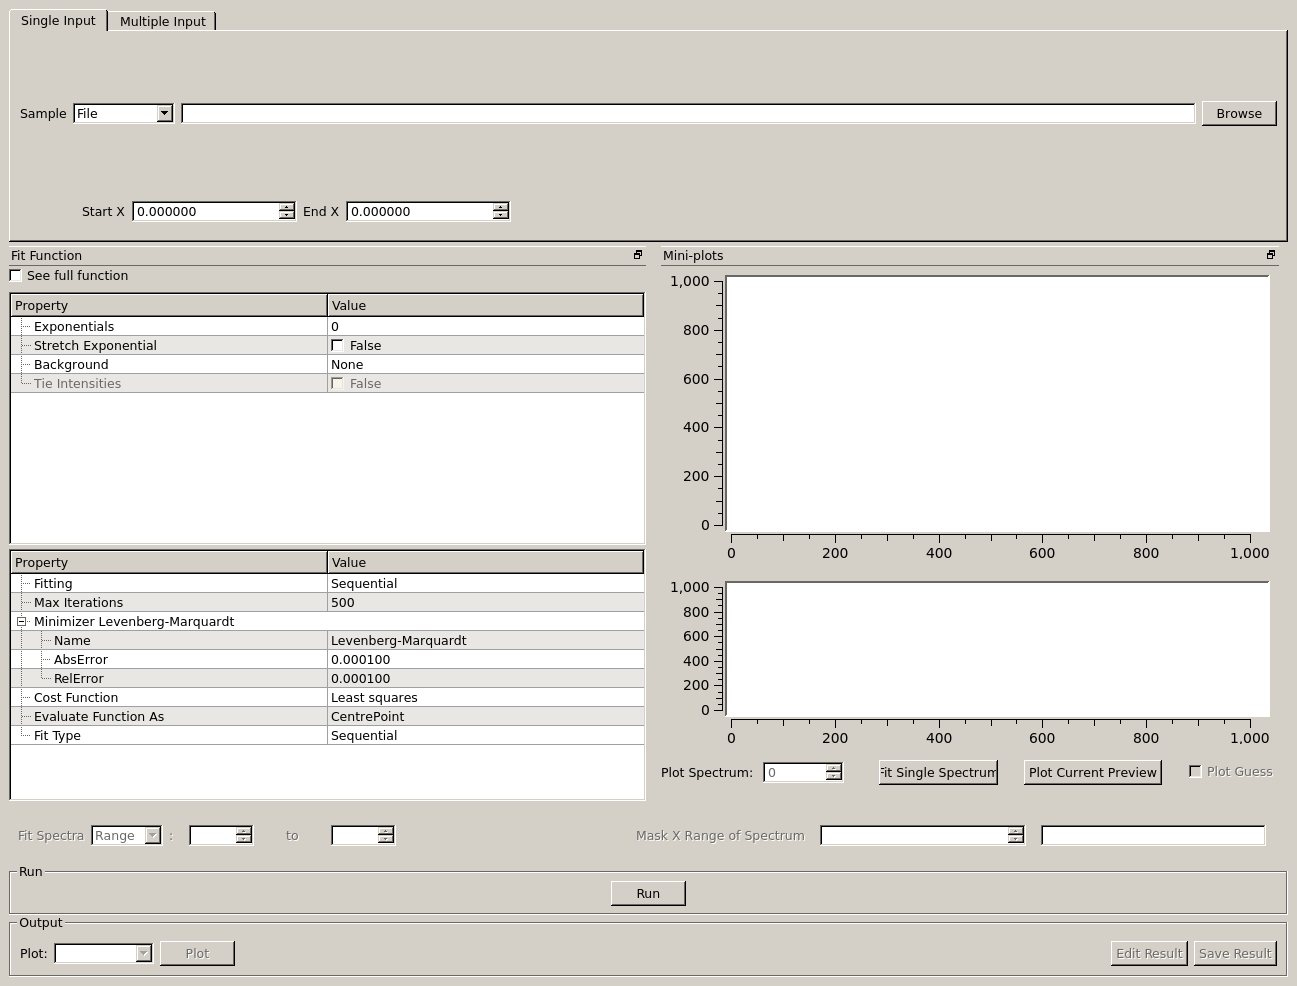 Single Input Multiple Input
Sample File Browse
Start X 0.000000 End X 0.000000
Fit Function
See full function
Property Value
Exponentials 0
Stretch Exponential False
Background None
Tie Intensities False
Property Value
Fitting Sequential
Max Iterations 500
Minimizer Levenberg-Marquardt
Name Levenberg-Marquardt
AbsError 0.000100
RelError 0.000100
Cost Function Least squares
Evaluate Function As CentrePoint
Fit Type Sequential
Mini-plots
1,000
800
600
400
200
0
0 200 400 600 800 1,000
1,000
800
600
400
200
0
0 200 400 600 800 1,000
Plot Spectrum: 0 Fit Single Spectrum Plot Current Preview Plot Guess
Fit Spectra Range : to Mask X Range of Spectrum
Run
Run
Output
Plot: Plot Edit Result Save Result